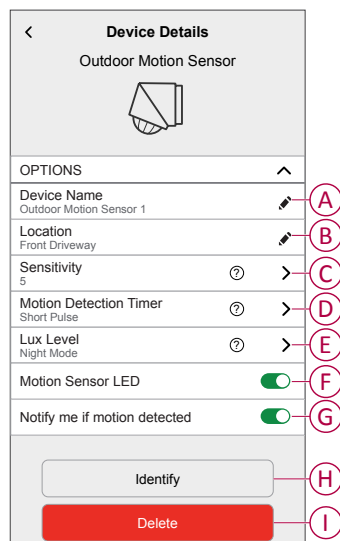 Device Details
Outdoor Motion Sensor
OPTIONS
Device Name
Outdoor Motion Sensor 1
A
Location
Front Driveway
B
Sensitivity
5
?
C
Motion Detection Timer
Short Pulse
?
D
Lux Level
Night Mode
?
E
Motion Sensor LED
F
Notify me if motion detected
G
Identify
H
Delete
I